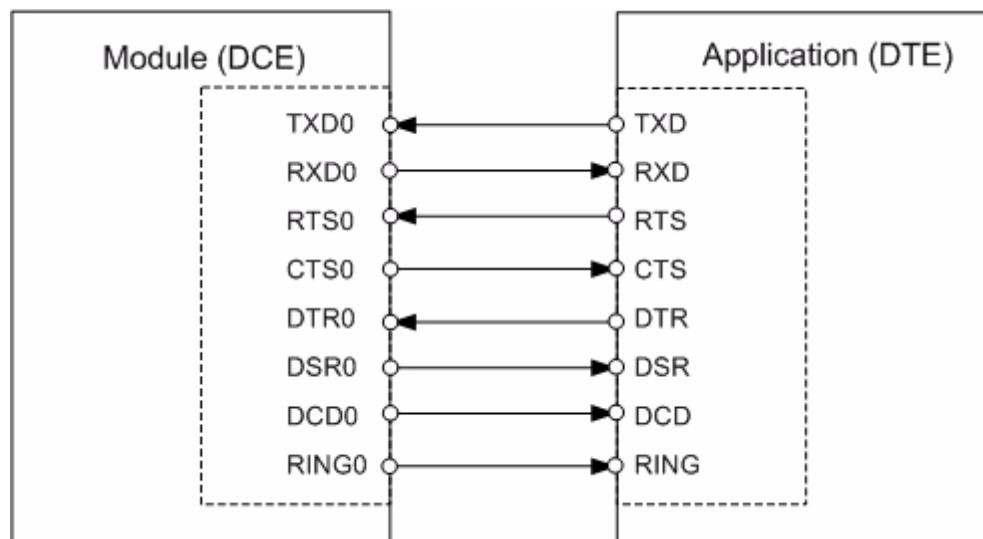 Module (DCE) Application (DTE)
TXD0 TXD
RXD0 RXD
RTS0 RTS
CTS0 CTS
DTR0 DTR
DSR0 DSR
DCD0 DCD
RING0 RING